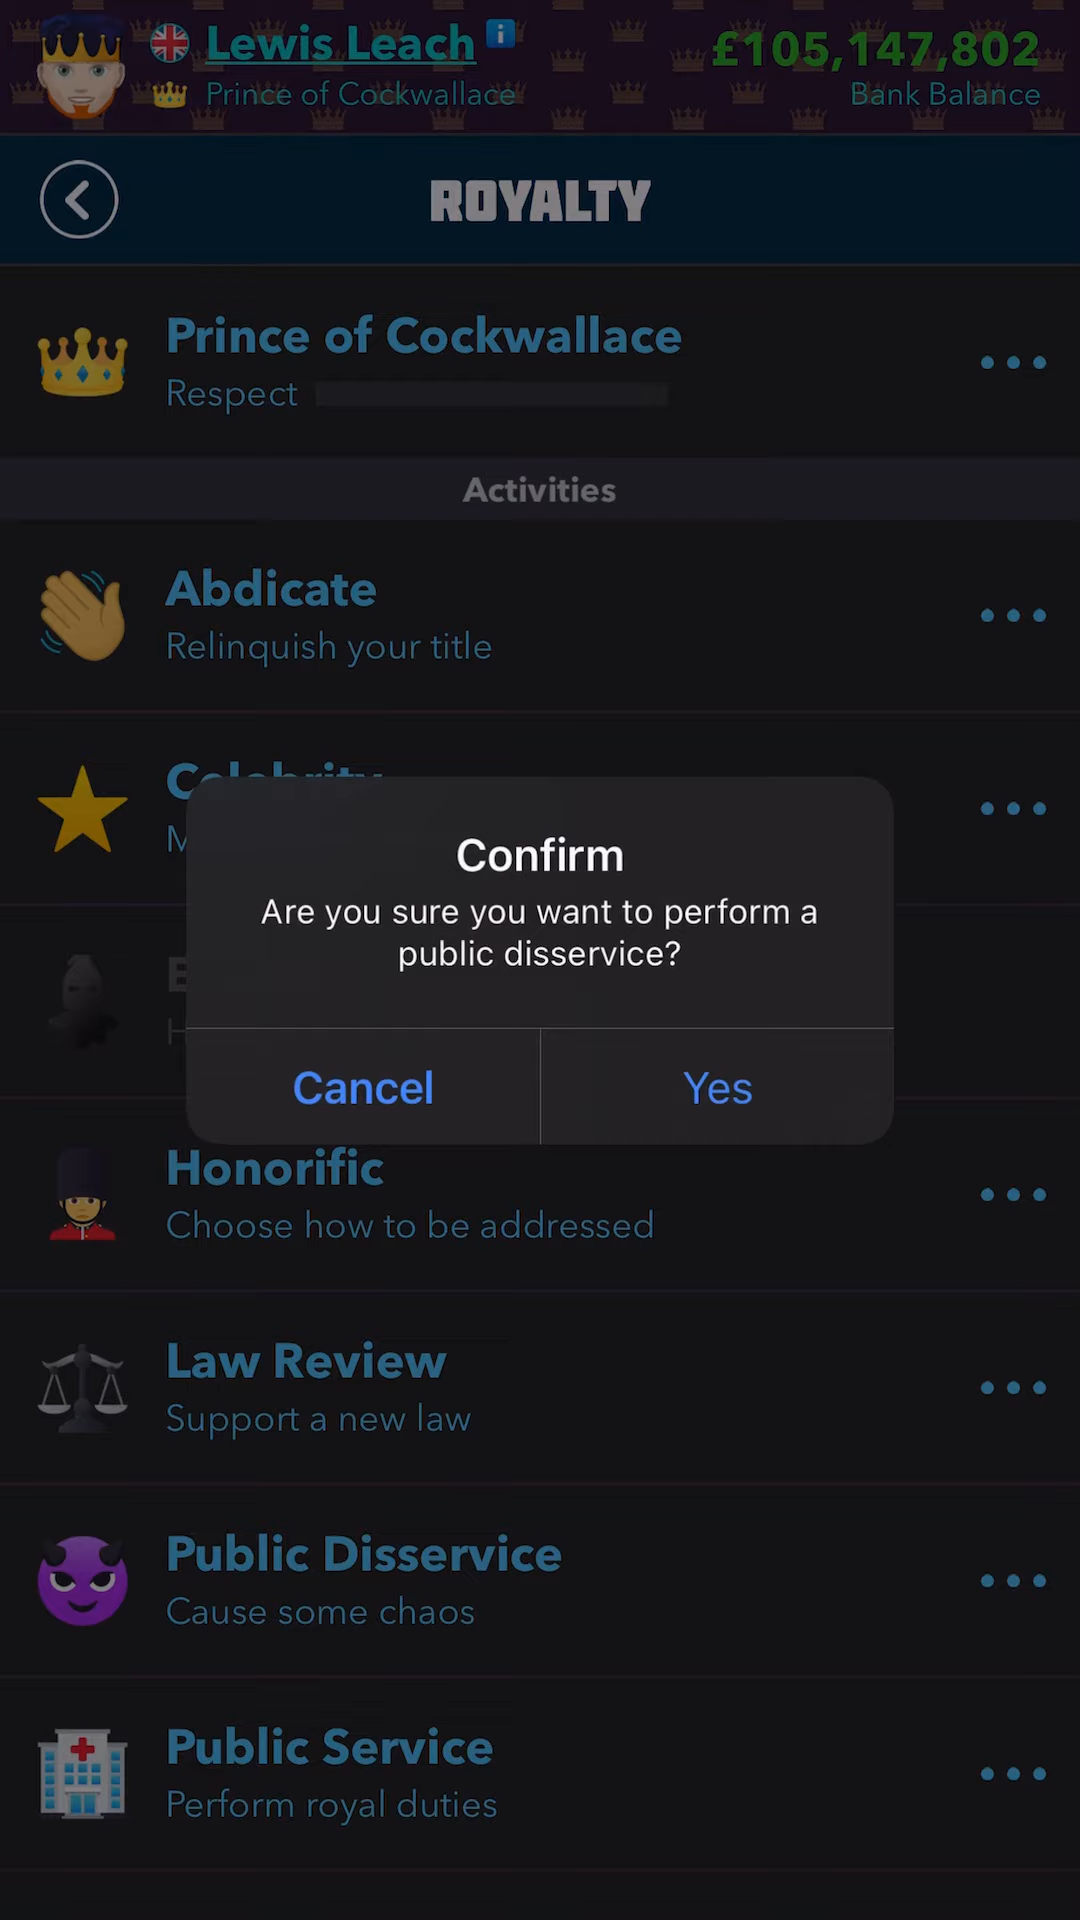 Lewis Leach
£105,147,802
Prince of Cockwallace
Bank Balance
ROYALTY
Prince of Cockwallace
Respect
Activities
Abdicate
Relinquish your title
Celebrity
Confirm
Are you sure you want to perform a
public disservice?
Cancel
Yes
Honorific
Choose how to be addressed
Law Review
Support a new law
Public Disservice
Cause some chaos
Public Service
Perform royal duties